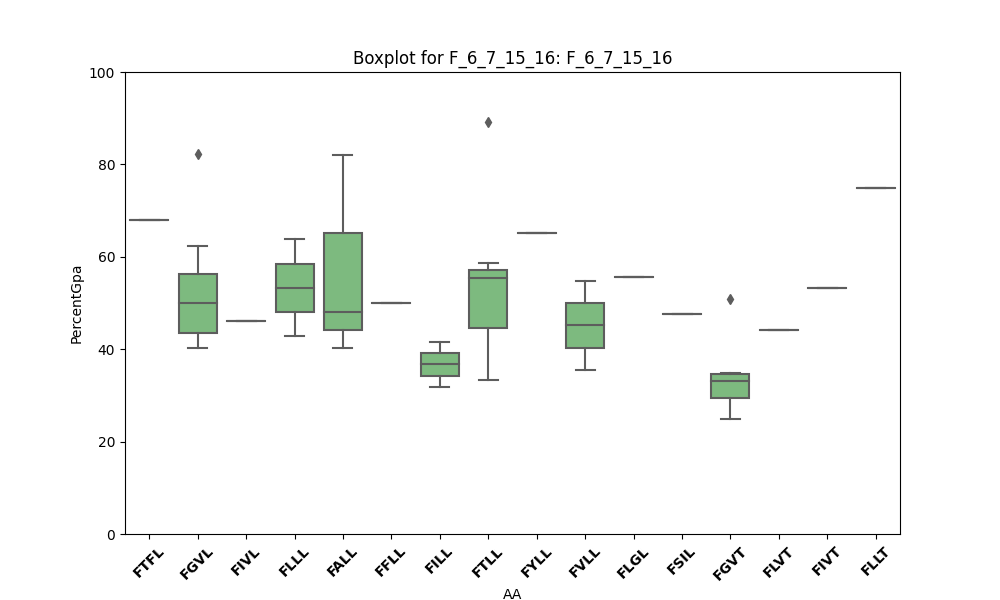 Boxplot for F_6_7_15_16: F_6_7_15_16
100
80
60
40
20
0
PercentGpa
FTFL
FGVL
FIVL
FLLL
FALL
FFLL
FILL
FTLL
FYLL
FVLL
FLGL
FSIL
FGVT
FLVT
FIVT
FLLT
AA